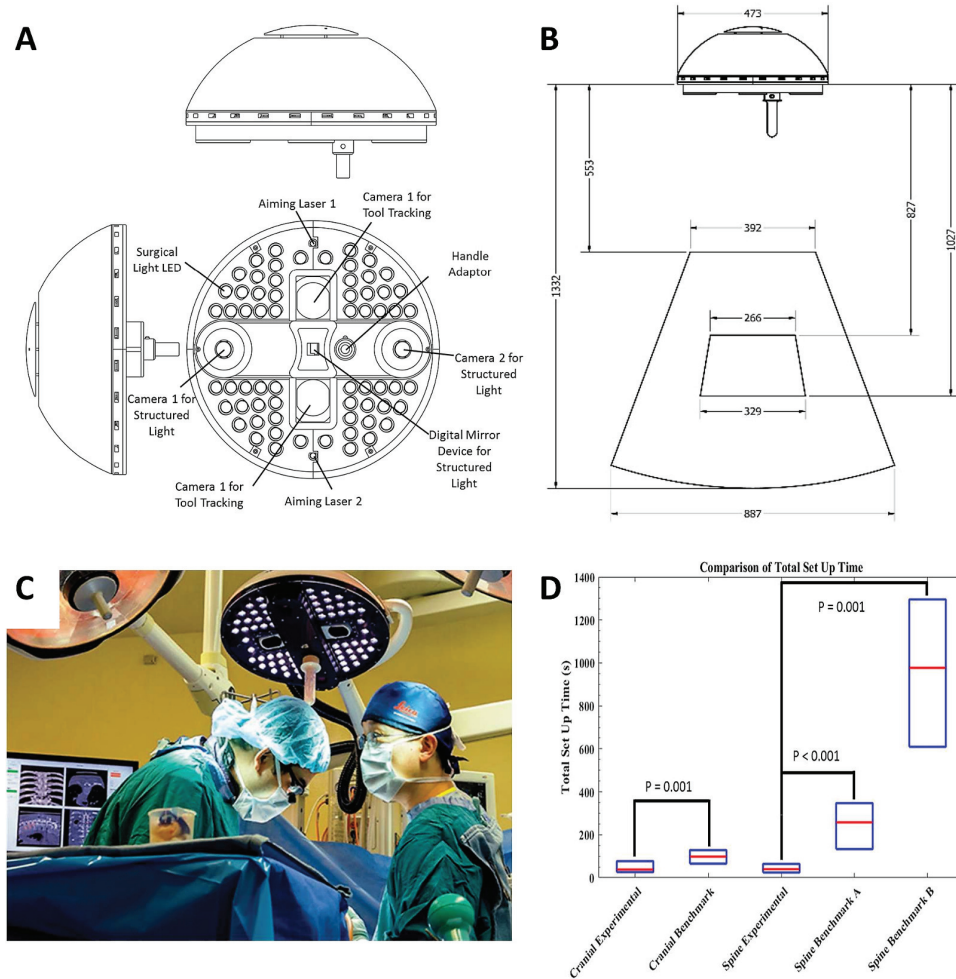 A
Aiming Laser 1
Camera 1 for
Tool Tracking
Surgical
Light LED
Handle
Adaptor
Camera 1 for
Structured
Light
Camera 2 for
Structured
Light
Digital Mirror
Device for
Structured
Light
Camera 1 for
Tool Tracking
Aiming Laser 2
B
473
553
827
1027
1332
392
266
329
887
C
D
Comparison of Total Set Up Time
Total Set Up Time (s)
1400
1200
1000
800
600
400
200
0
P = 0.001
P < 0.001
P = 0.001
Cranial Experimental
Cranial Benchmark
Spine Experimental
Spine Benchmark A
Spine Benchmark B